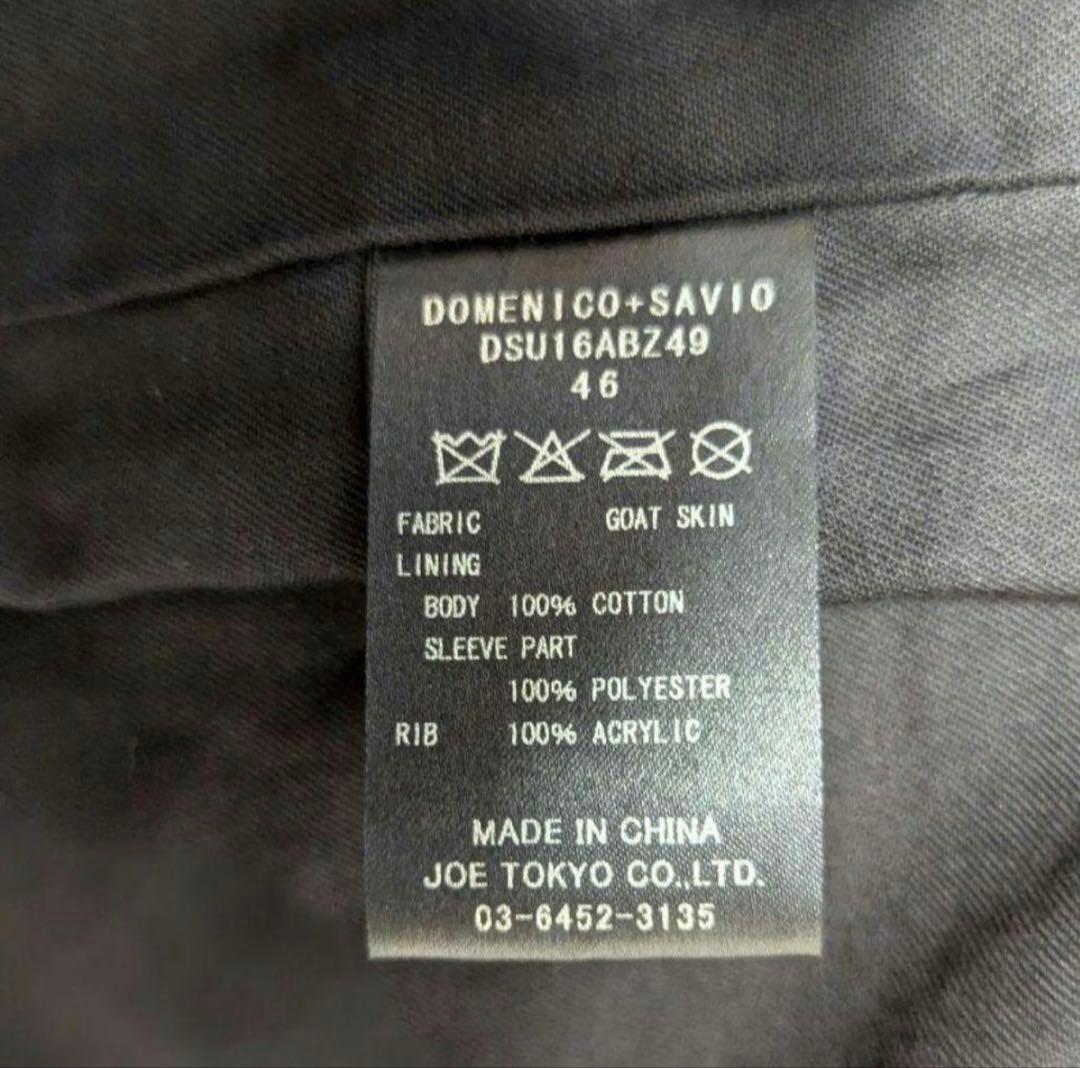 DOMENICO+SAVIO
DSU16ABZ49
46
FABRIC GOAT SKIN
LINING
BODY 100% COTTON
SLEEVE PART
100% POLYESTER
RIB 100% ACRYLIC
MADE IN CHINA
JOE TOKYO CO.,LTD.
03-6452-3135